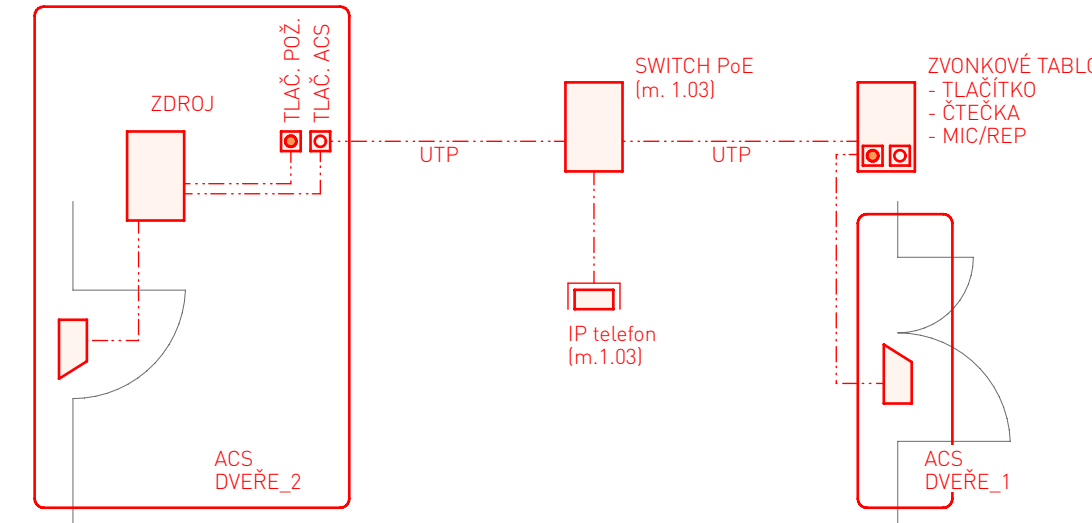 TLAČ. POŽ.
TLAČ. ACS
ZDROJ
SWITCH PoE
(m. 1.03)
ZVONKOVÉ TABLO
- TLAČÍTKO
- ČTEČKA
- MIC/REP
UTP
UTP
IP telefon
(m.1.03)
ACS
DVEŘE_2
ACS
DVEŘE_1